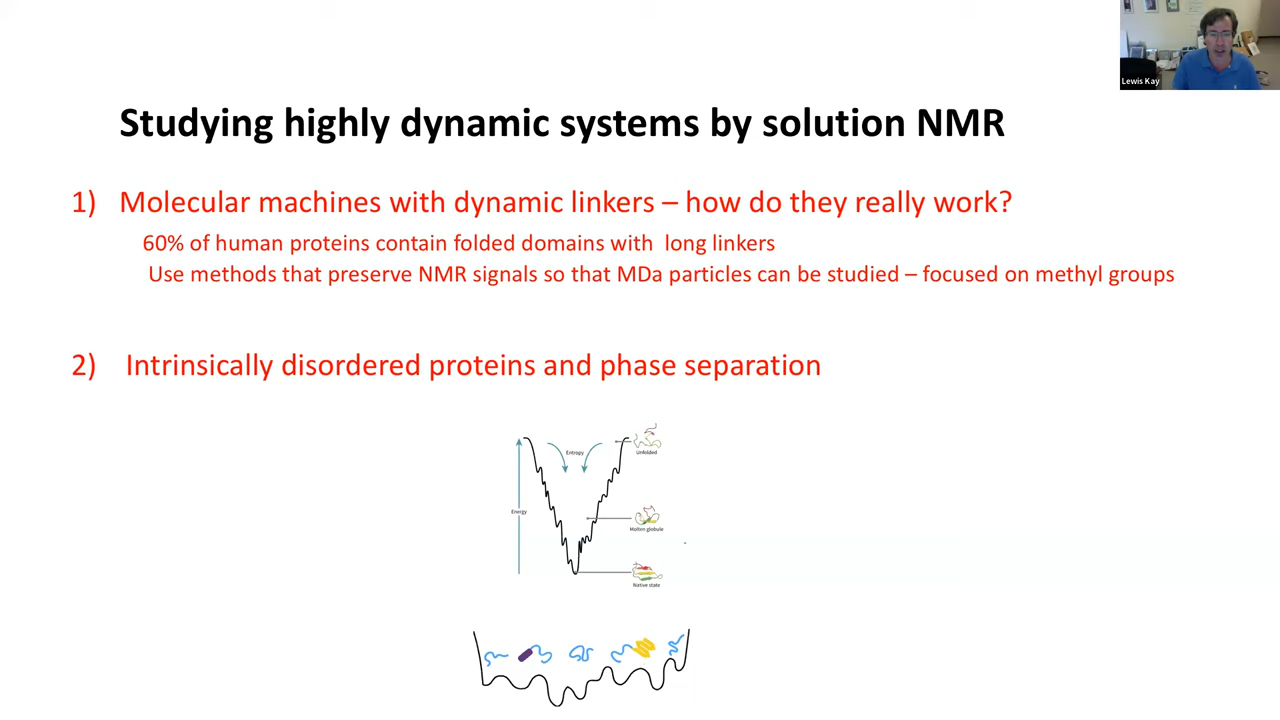 Lewis Kay
Studying highly dynamic systems by solution NMR
1) Molecular machines with dynamic linkers – how do they really work?
60% of human proteins contain folded domains with long linkers
Use methods that preserve NMR signals so that MDa particles can be studied – focused on methyl groups
2) Intrinsically disordered proteins and phase separation
Entropy
Unfolded
Energy
Molten globule
Native state